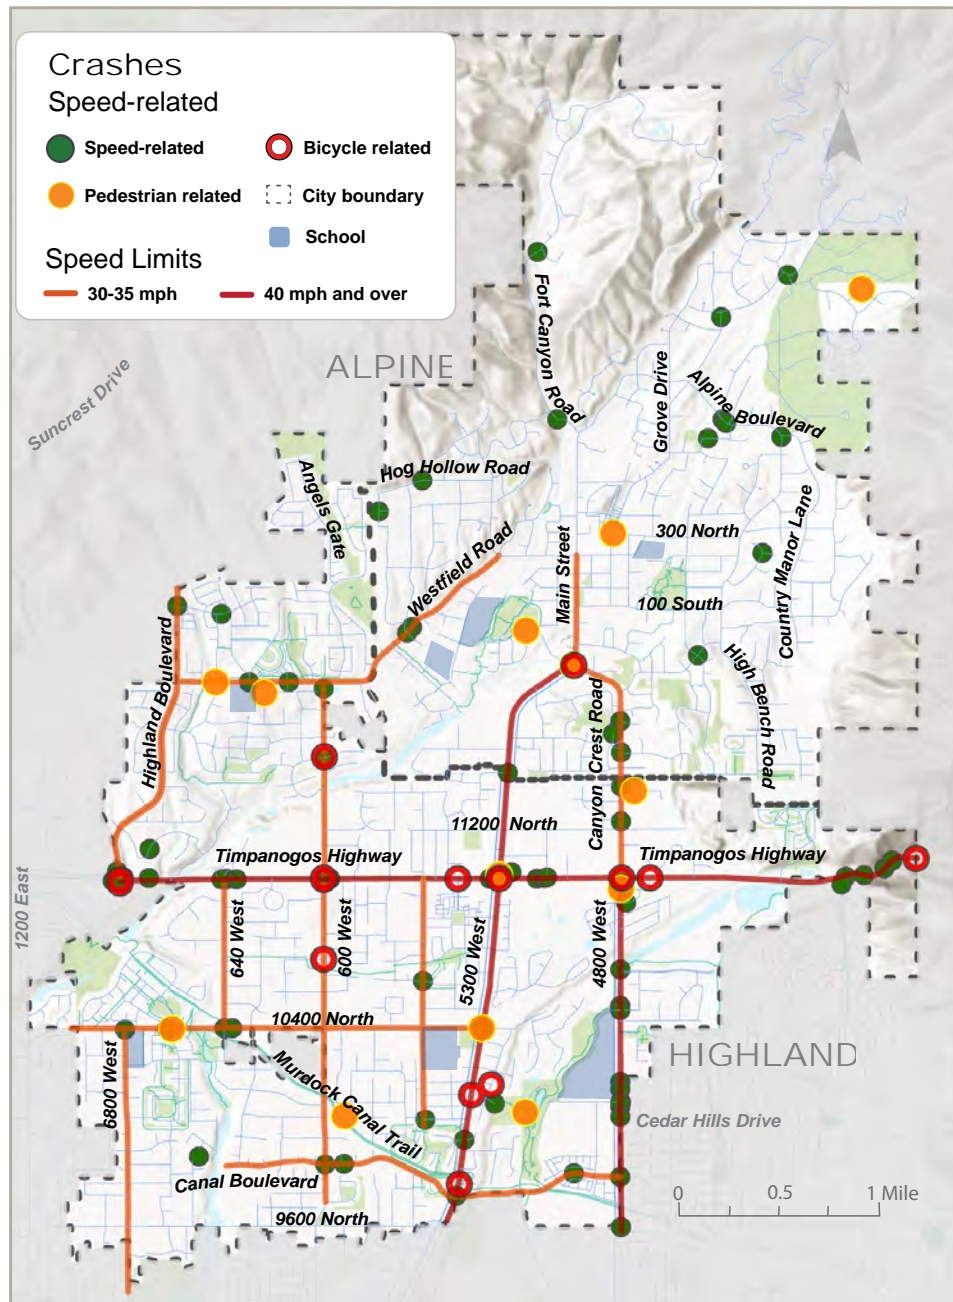 Crashes
Speed-related
Speed-related
Bicycle related
Pedestrian related
City boundary
School
Speed Limits
30-35 mph
40 mph and over
N
ALPINE
Suncrest Drive
Fort Canyon Road
Grove Drive
Alpine Boulevard
Hog Hollow Road
Angels Gate
Westfield Road
Main Street
300 North
Country Manor Lane
100 South
High Bench Road
Highland Boulevard
Canyon Crest Road
11200 North
Timpanogos Highway
Timpanogos Highway
1200 East
640 West
600 West
5300 West
4800 West
10400 North
HIGHLAND
Murdock Canal Trail
6800 West
Cedar Hills Drive
Canal Boulevard
9600 North
0 0.5 1 Mile